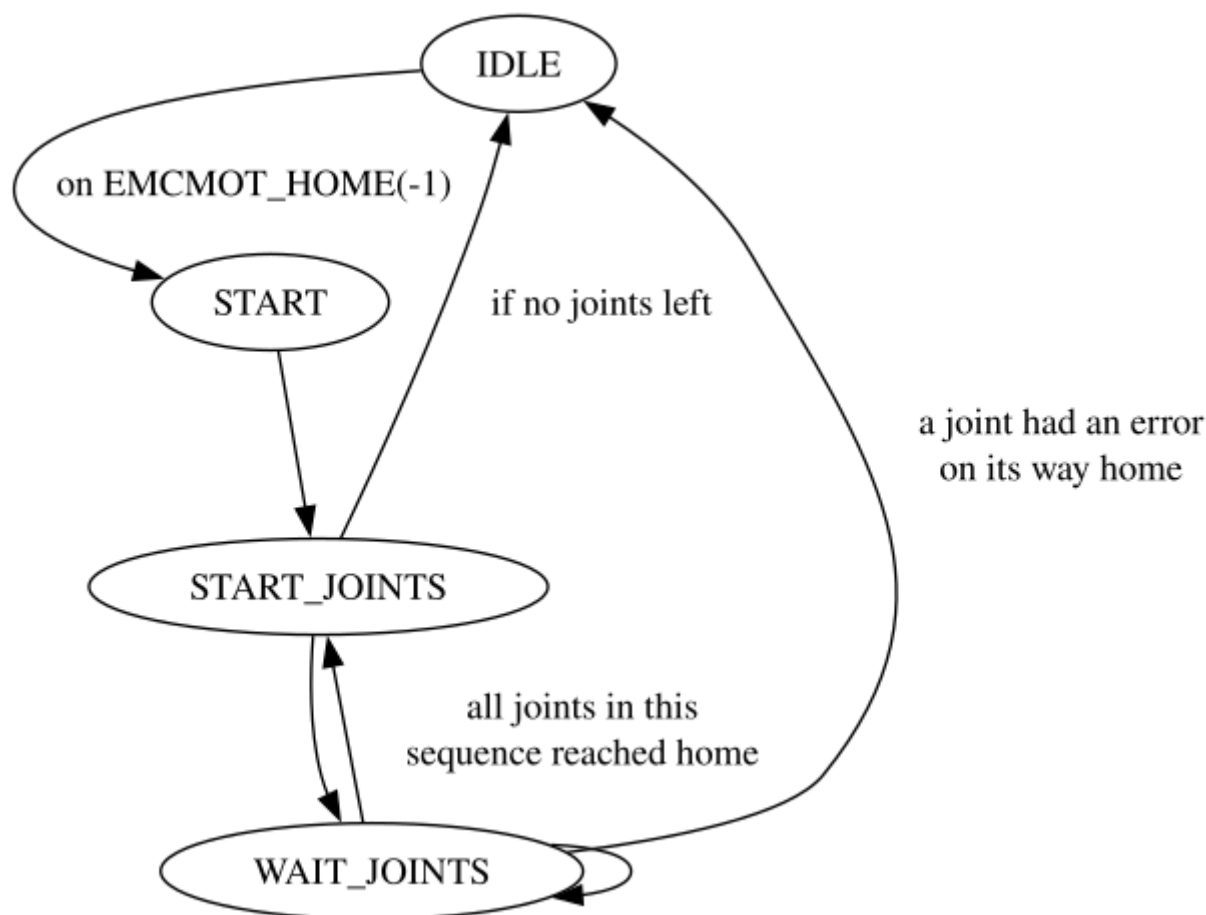 IDLE
on EMCMOT_HOME(-1)
START
if no joints left
a joint had an error
on its way home
START_JOINTS
all joints in this
sequence reached home
WAIT_JOINTS